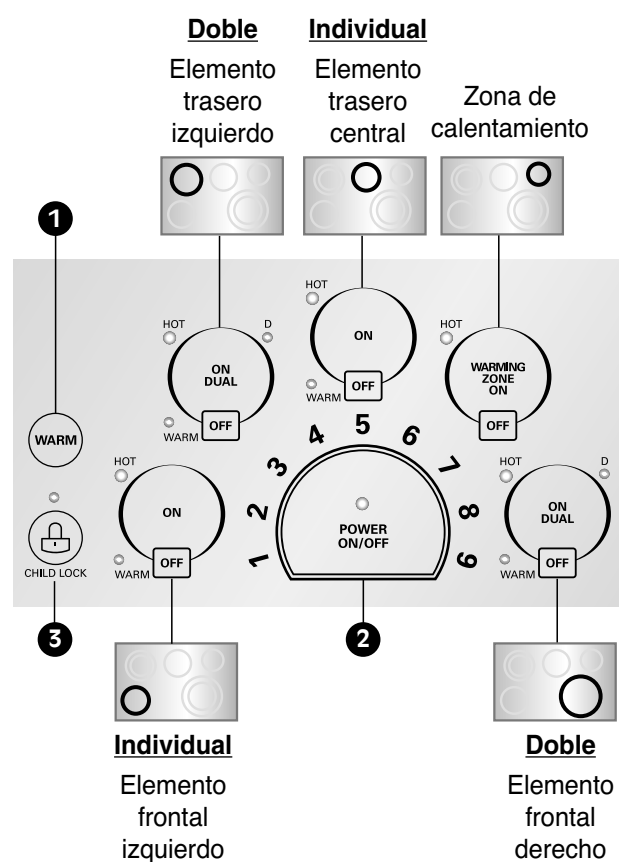 Doble
Elemento
trasero
izquierdo
Individual
Elemento
trasero
central
Zona de
calentamiento
1
HOT
D
ON
DUAL
OFF
WARM
HOT
ON
OFF
WARM
HOT
WARMING
ZONE
ON
OFF
WARM
HOT
ON
OFF
WARM
1
2
3
4
5
6
7
8
9
POWER
ON/OFF
HOT
D
ON
DUAL
OFF
WARM
CHILD LOCK
3
2
Individual
Elemento
frontal
izquierdo
Doble
Elemento
frontal
derecho